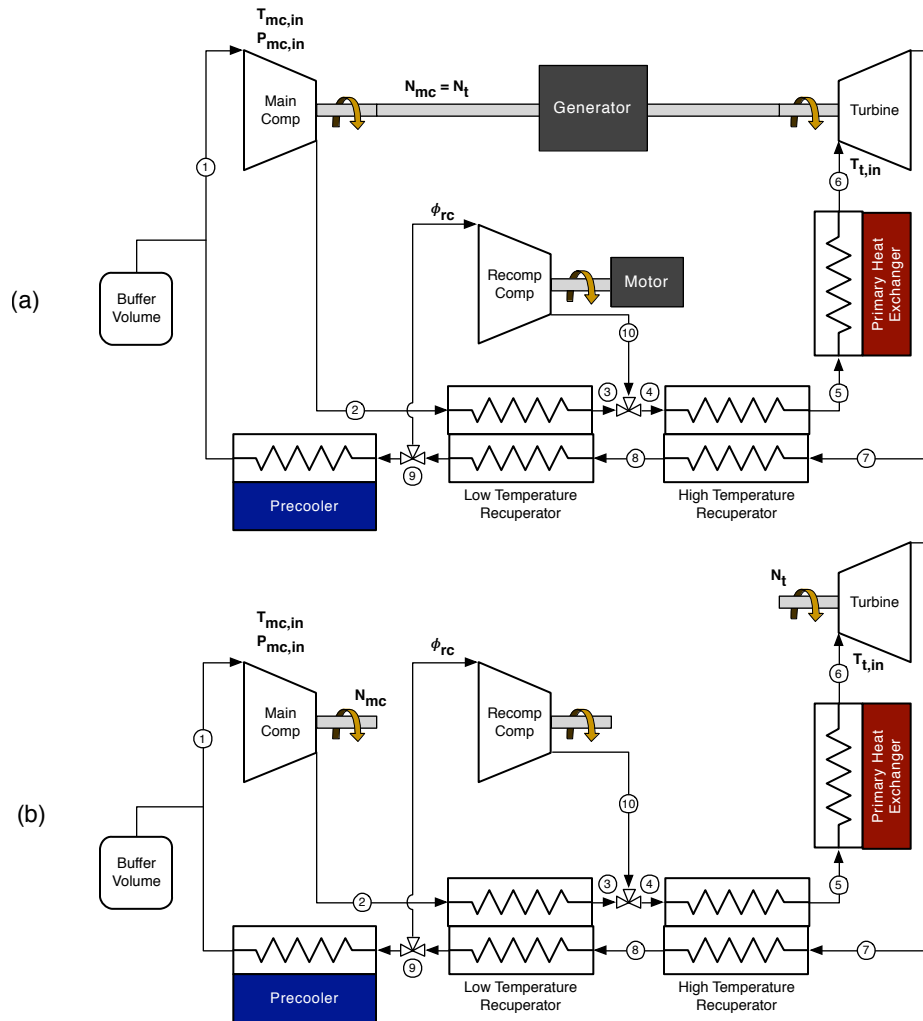 (a)
T_mc,in
P_mc,in
Main
Comp
N_mc = N_t
Generator
Turbine
T_t,in
6
1
ϕ_rc
Recomp
Comp
Motor
Primary Heat
Exchanger
Buffer
Volume
10
2
3
4
5
9
8
7
Precooler
Low Temperature
Recuperator
High Temperature
Recuperator
(b)
N_t
Turbine
T_mc,in
P_mc,in
Main
Comp
N_mc
ϕ_rc
Recomp
Comp
T_t,in
6
1
Primary Heat
Exchanger
10
Buffer
Volume
2
3
4
5
9
8
7
Precooler
Low Temperature
Recuperator
High Temperature
Recuperator